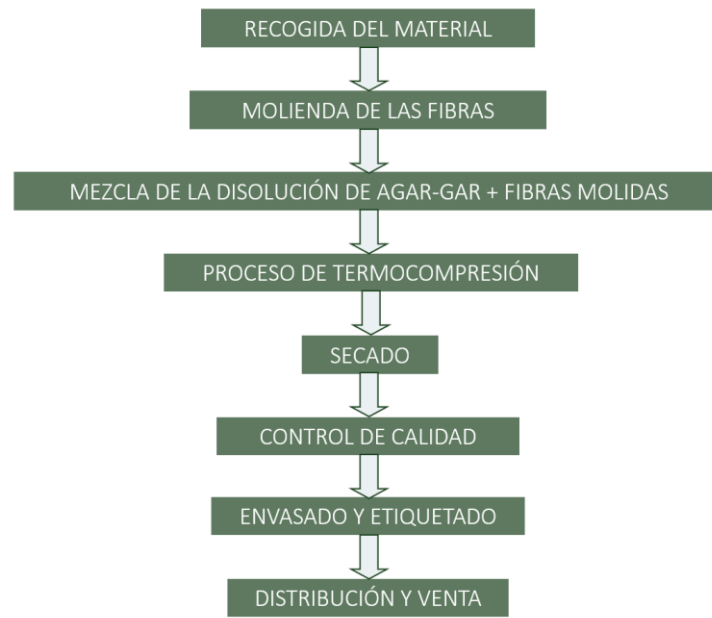 RECOGIDA DEL MATERIAL
MOLIENDA DE LAS FIBRAS
MEZCLA DE LA DISOLUCIÓN DE AGAR-GAR + FIBRAS MOLIDAS
PROCESO DE TERMOCOMPRESIÓN
SECADO
CONTROL DE CALIDAD
ENVASADO Y ETIQUETADO
DISTRIBUCIÓN Y VENTA